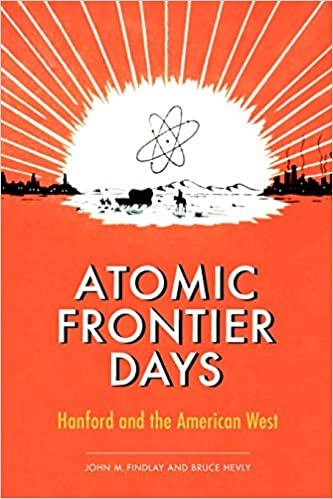 ATOMIC
FRONTIER
DAYS
Hanford and the American West
JOHN M. FINDLAY AND BRUCE HEVLY